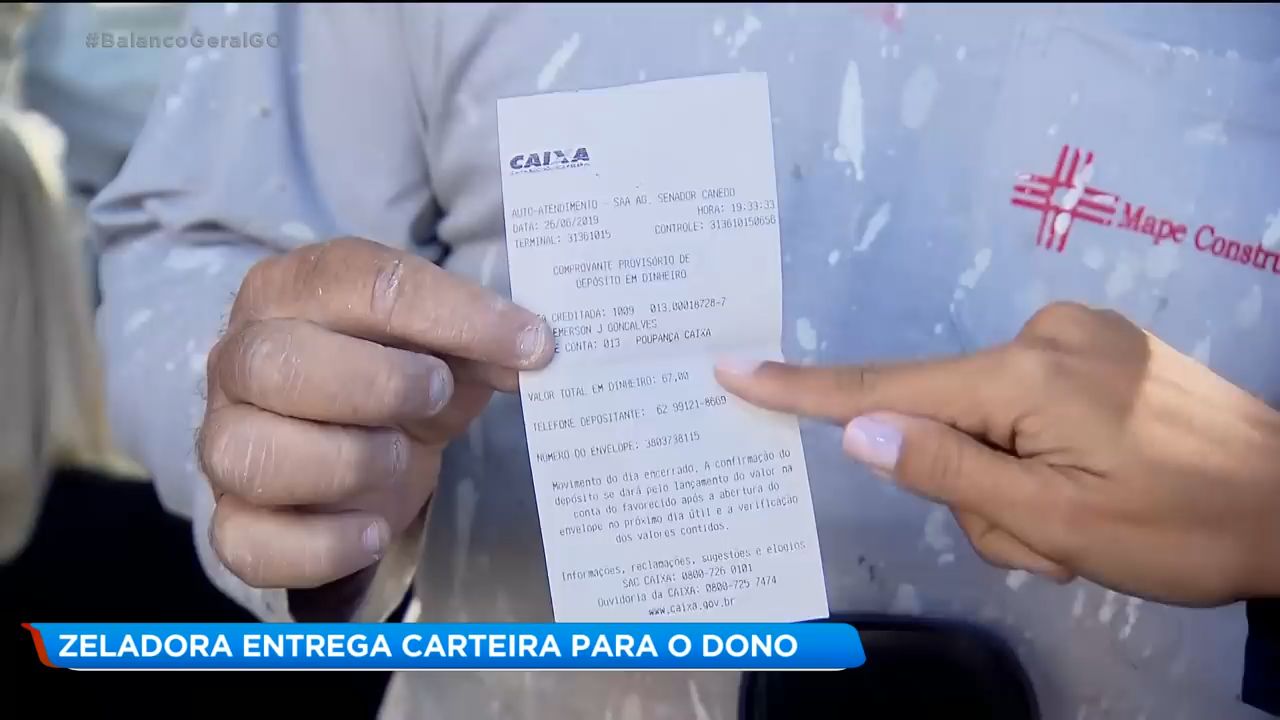 #BalancoGeralGO
CAIXA
AUTO-ATENDIMENTO - SAA AG. SENADOR CANEDO
DATA: 26/06/2019 HORA: 19:33:33
TERMINAL: 31361015 CONTROLE: 313610150656
COMPROVANTE PROVISÓRIO DE
DEPÓSITO EM DINHEIRO
CREDITADA: 1009 013.00018728-7
EMERSON J GONCALVES
CONTA: 013 POUPANÇA CAIXA
VALOR TOTAL EM DINHEIRO: 67,00
TELEFONE DEPOSITANTE: 62 99121-8669
NÚMERO DO ENVELOPE: 3803738115
Movimento do dia encerrado. A confirmação do
depósito se dará pelo lançamento do valor na
conta do favorecido após a abertura do
envelope no próximo dia útil e a verificação
dos valores contidos.
Informações, reclamações, sugestões e elogios
SAC CAIXA: 0800-726 0101
Ouvidoria da CAIXA: 0800-725 7474
www.caixa.gov.br
Mape Constru
ZELADORA ENTREGA CARTEIRA PARA O DONO